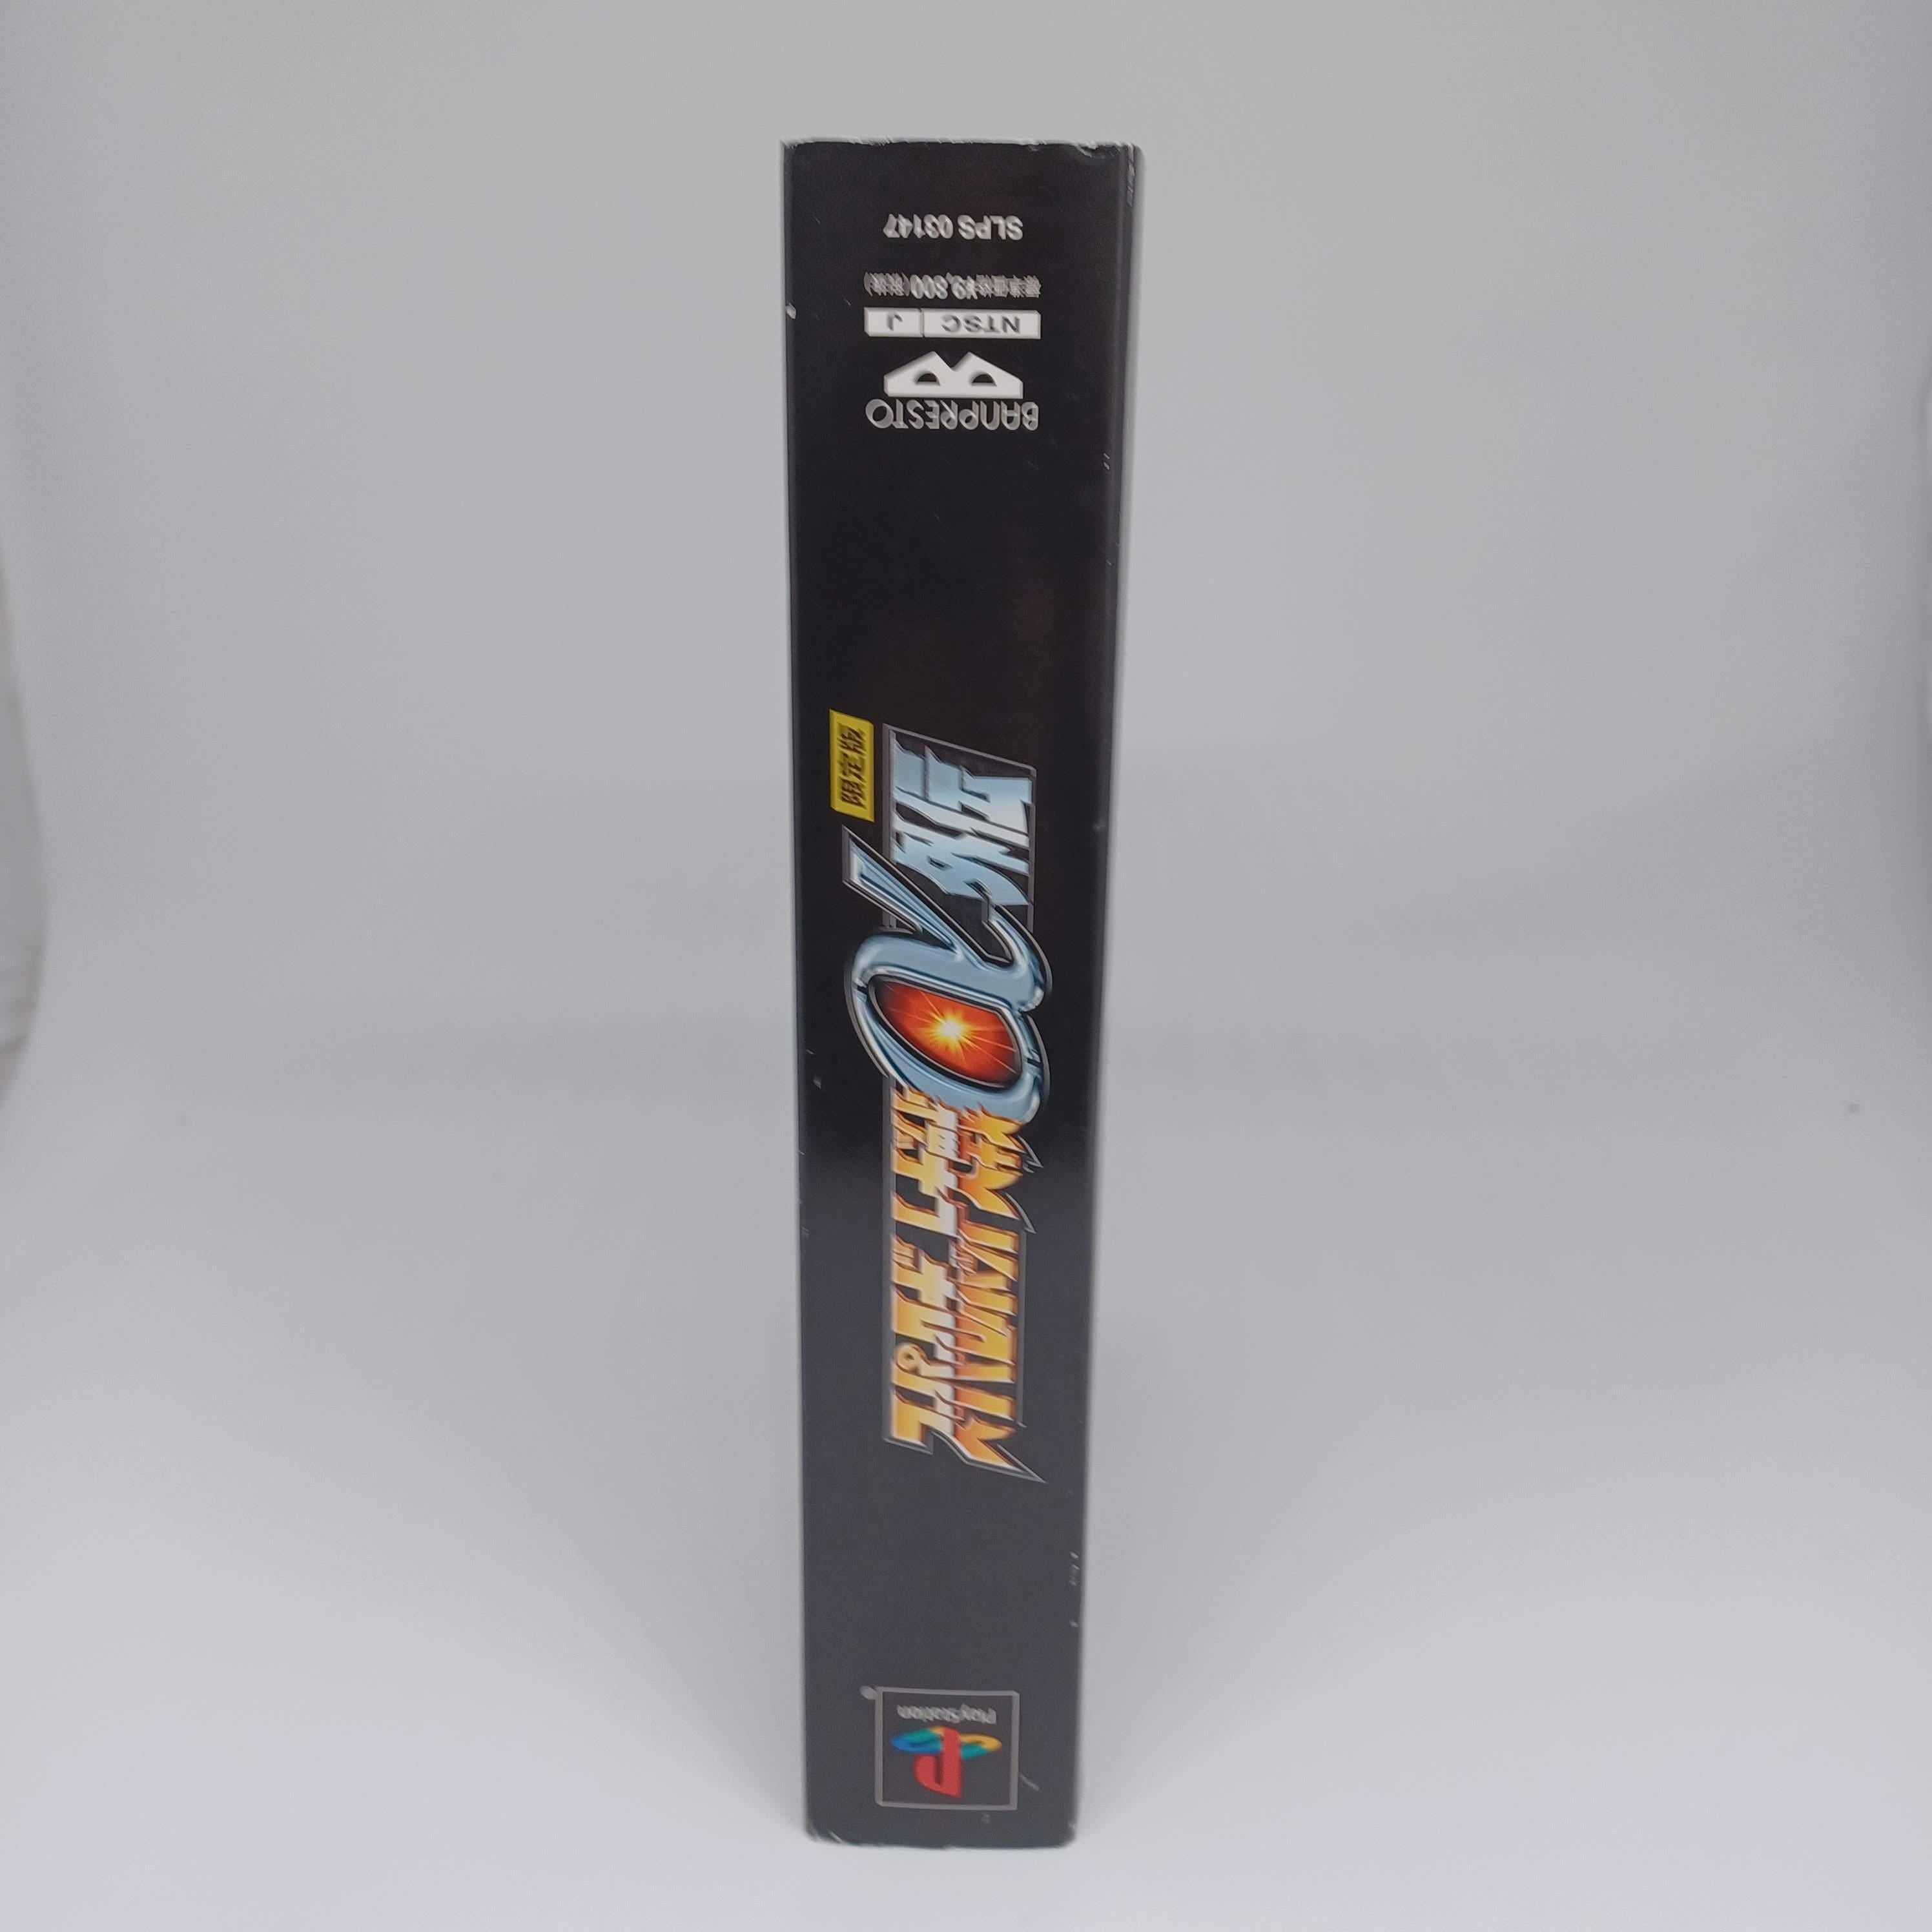 PlayStation
スーパーロボット大戦α外伝
限定版
BANPRESTO
NTSC J
標準価格¥9,800(税抜)
SLPS 03147